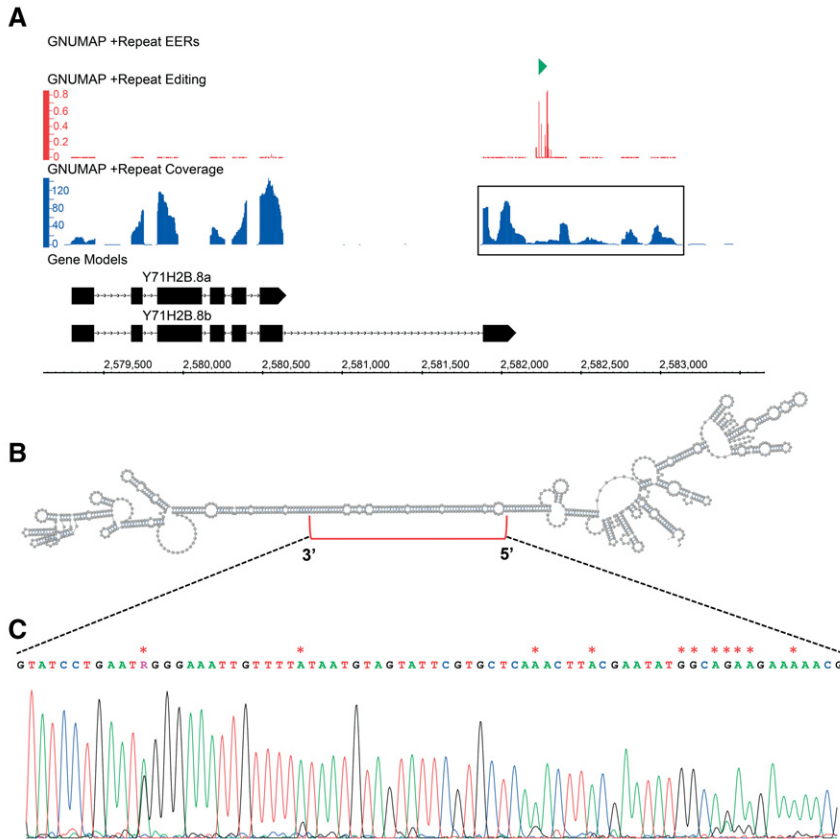 A
GNUMAP +Repeat EERs
GNUMAP +Repeat Editing
0.8
0.6
0.4
0.2
0
GNUMAP +Repeat Coverage
120
80
40
0
Gene Models
Y71H2B.8a
Y71H2B.8b
2,579,500 2,580,000 2,580,500 2,581,000 2,581,500 2,582,000 2,582,500 2,583,000
B
3’ 5’
C
* * * * * * * * * * *
GTATCCTGAATRGGGAAATTGTTTTATAATGTAGTATTCGTGCTCAAACTTACGAATATGGCAGAAGAAAAACG